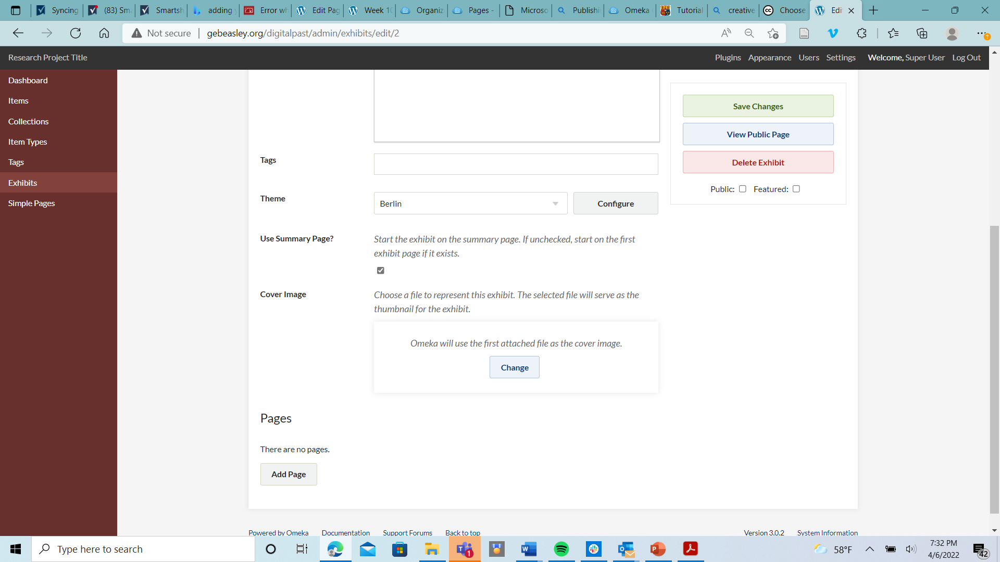 Syncing
(83) Sma
Smartsh
adding
Error wh
Edit Pag
Week 10
Organiz
Pages -
Microso
Publishi
Omeka
Tutorial
creative
Choose
Edi
Not secure | gebeasley.org/digitalpast/admin/exhibits/edit/2
Research Project Title
Plugins Appearance Users Settings Welcome, Super User Log Out
Dashboard
Items
Collections
Item Types
Tags
Exhibits
Simple Pages
Save Changes
View Public Page
Delete Exhibit
Public: Featured:
Tags
Theme
Berlin
Configure
Use Summary Page?
Start the exhibit on the summary page. If unchecked, start on the first
exhibit page if it exists.
Cover Image
Choose a file to represent this exhibit. The selected file will serve as the
thumbnail for the exhibit.
Omeka will use the first attached file as the cover image.
Change
Pages
There are no pages.
Add Page
Powered by Omeka Documentation Support Forums Back to top
Version 3.0.2 System Information
Type here to search
1
58°F
7:32 PM
4/6/2022
42